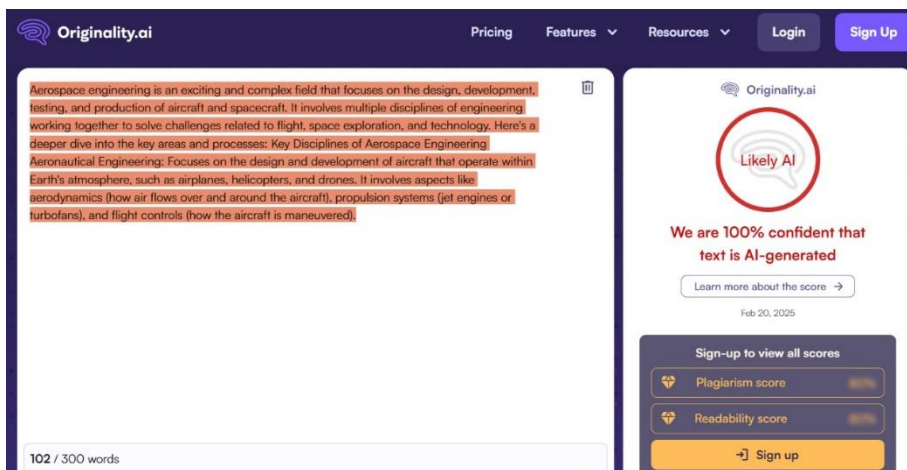 Originality.ai
Pricing Features Resources Login Sign Up
Aerospace engineering is an exciting and complex field that focuses on the design, development,
testing, and production of aircraft and spacecraft. It involves multiple disciplines of engineering
working together to solve challenges related to flight, space exploration, and technology. Here's a
deeper dive into the key areas and processes: Key Disciplines of Aerospace Engineering
Aeronautical Engineering: Focuses on the design and development of aircraft that operate within
Earth's atmosphere, such as airplanes, helicopters, and drones. It involves aspects like
aerodynamics (how air flows over and around the aircraft), propulsion systems (jet engines or
turbofans), and flight controls (how the aircraft is maneuvered).
102 / 300 words
Originality.ai
Likely AI
We are 100% confident that
text is AI-generated
Learn more about the score →
Feb 20, 2025
Sign-up to view all scores
Plagiarism score
Readability score
Sign up